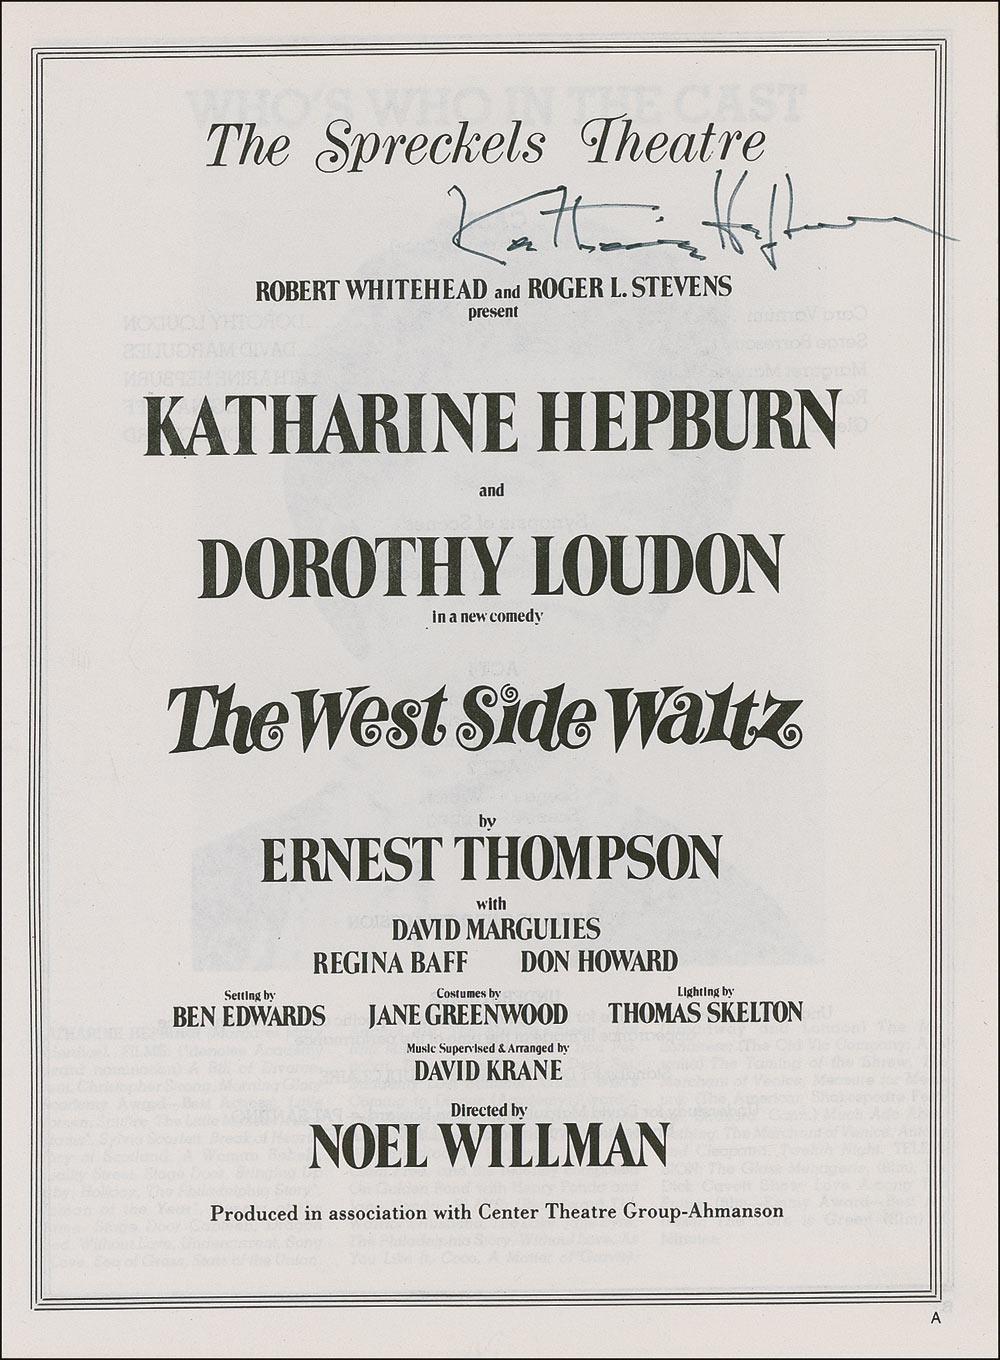 The Spreckels Theatre
Katharine Hepburn
ROBERT WHITEHEAD and ROGER L. STEVENS
present
KATHARINE HEPBURN
and
DOROTHY LOUDON
in a new comedy
The West Side Waltz
by
ERNEST THOMPSON
with
DAVID MARGULIES
REGINA BAFF DON HOWARD
Setting by Costumes by Lighting by
BEN EDWARDS JANE GREENWOOD THOMAS SKELTON
Music Supervised & Arranged by
DAVID KRANE
Directed by
NOEL WILLMAN
Produced in association with Center Theatre Group-Ahmanson
A